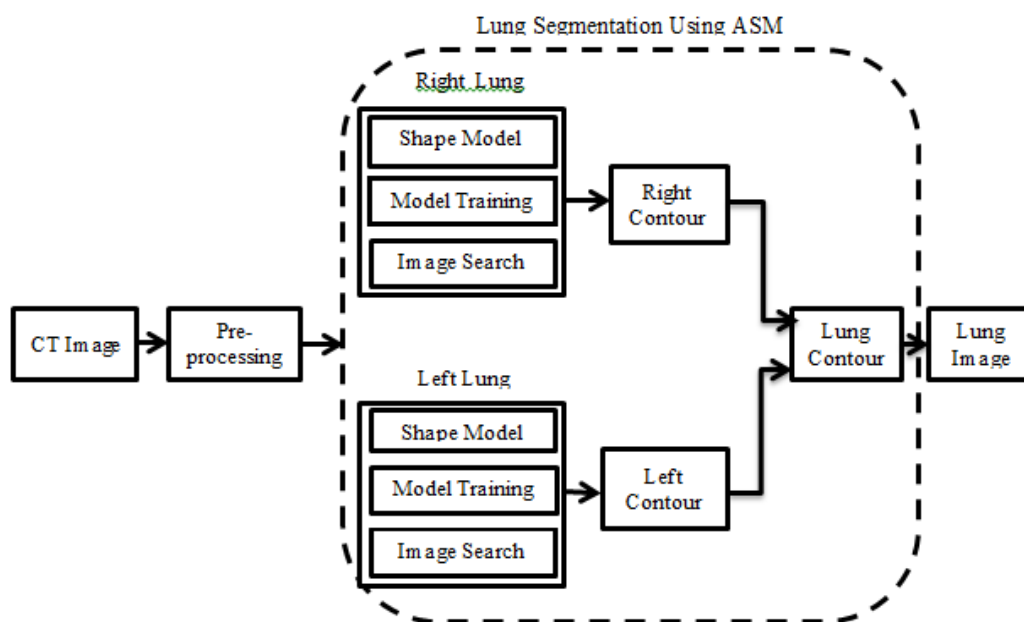 Lung Segmentation Using ASM
Right Lung
Shape Model
Model Training
Image Search
Right
Contour
CT Image
Pre-
processing
Lung
Contour
Lung
Image
Left Lung
Shape Model
Model Training
Image Search
Left
Contour